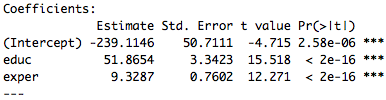 Coefficients:
Estimate Std. Error t value Pr(>|t|)
(Intercept) -239.1146 50.7111 -4.715 2.58e-06 ***
educ 51.8654 3.3423 15.518 < 2e-16 ***
exper 9.3287 0.7602 12.271 < 2e-16 ***
---